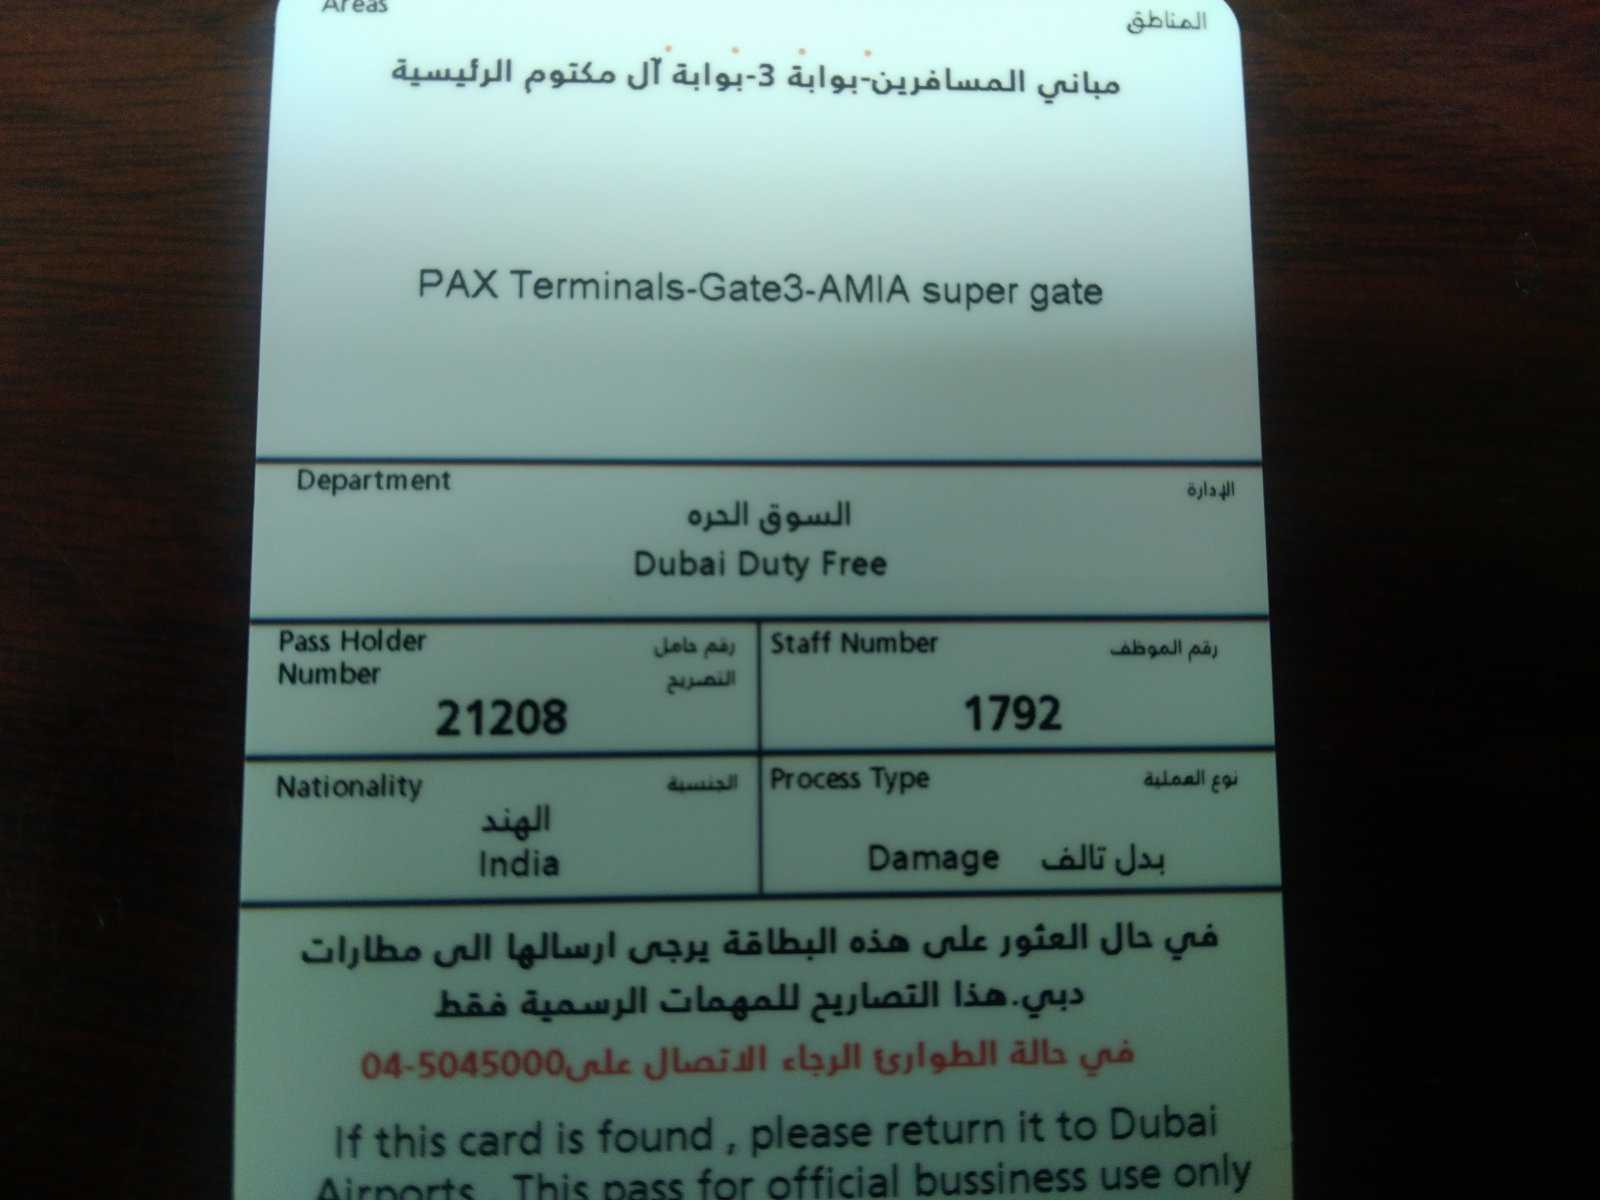 Areas المناطق
مباني المسافرين-بوابة 3-بوابة آل مكتوم الرئيسية
PAX Terminals-Gate3-AMIA super gate
Department الإدارة
السوق الحره
Dubai Duty Free
Pass Holder رقم حامل
Number التصريح
21208
Staff Number رقم الموظف
1792
Nationality الجنسية
الهند
India
Process Type نوع العملية
Damage بدل تالف
في حال العثور على هذه البطاقة يرجى ارسالها الى مطارات
دبي.هذا التصاريح للمهمات الرسمية فقط
في حالة الطوارئ الرجاء الاتصال على04-5045000
If this card is found , please return it to Dubai
Airports . This pass for official bussiness use only